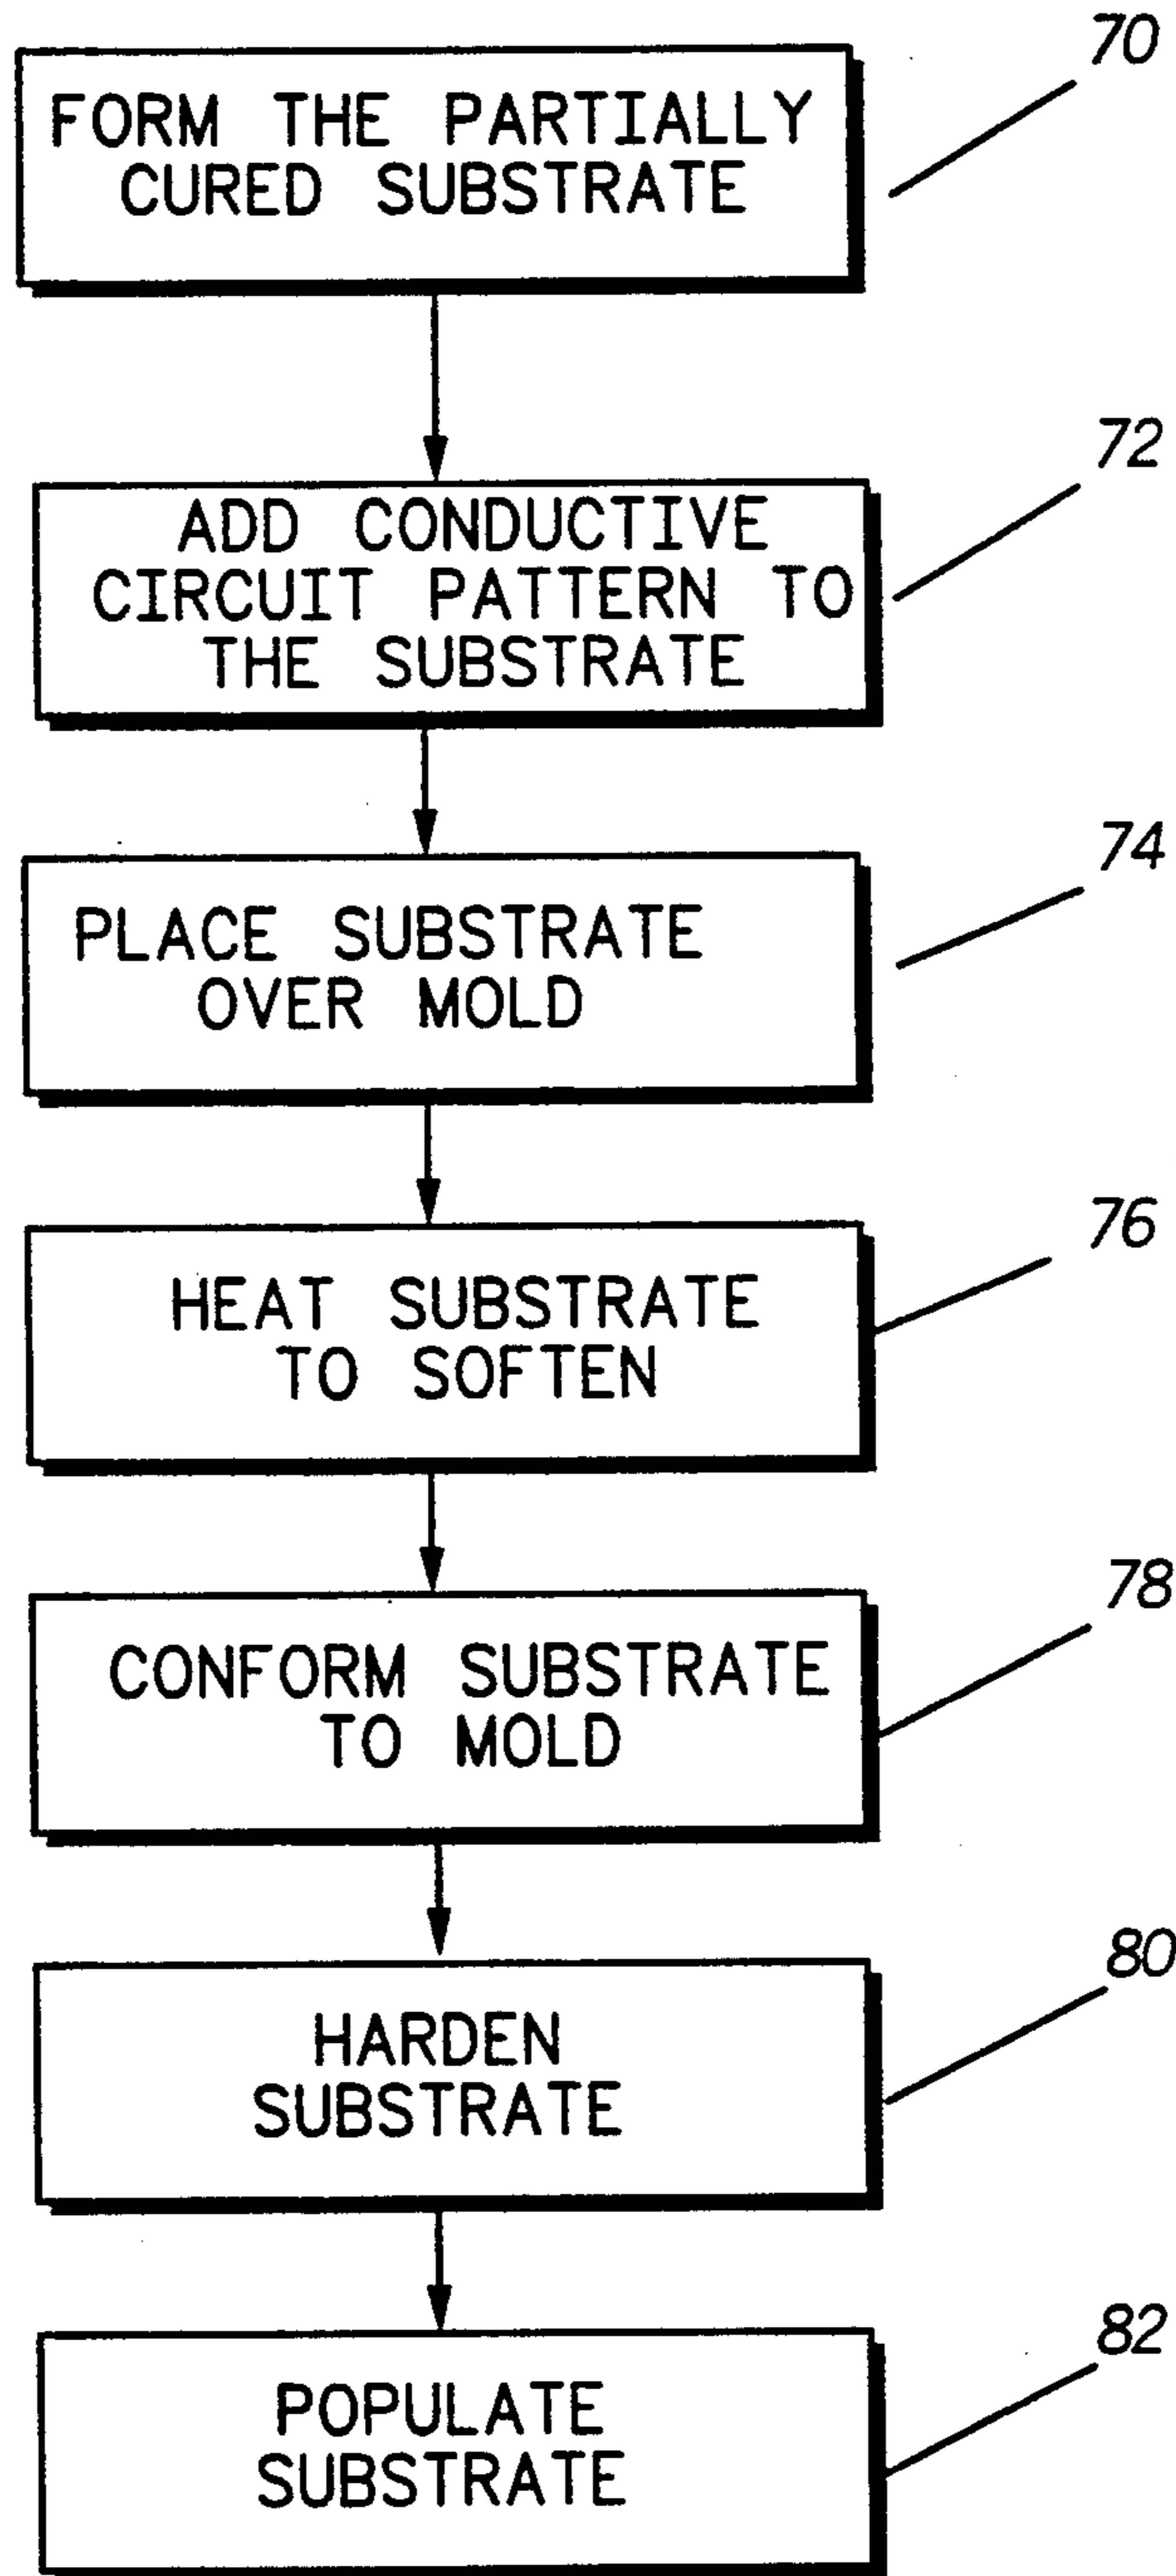 70
FORM THE PARTIALLY
CURED SUBSTRATE
72
ADD CONDUCTIVE
CIRCUIT PATTERN TO
THE SUBSTRATE
74
PLACE SUBSTRATE
OVER MOLD
76
HEAT SUBSTRATE
TO SOFTEN
78
CONFORM SUBSTRATE
TO MOLD
80
HARDEN
SUBSTRATE
82
POPULATE
SUBSTRATE